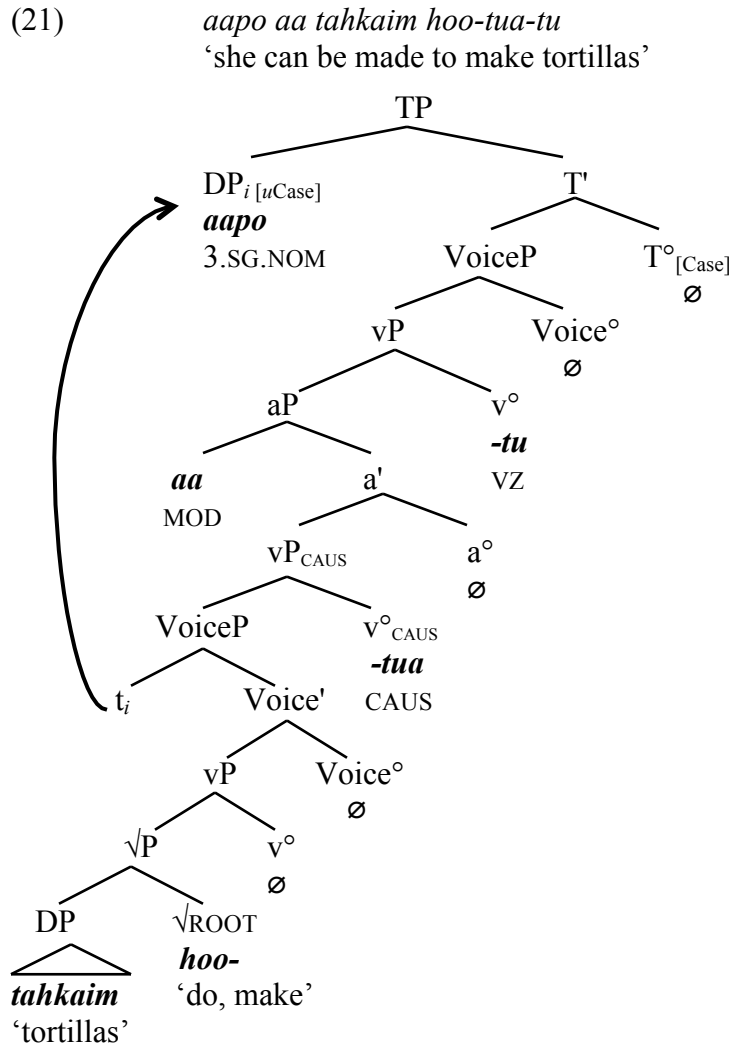 (21) aapo aa tahkaim hoo-tua-tu
‘she can be made to make tortillas’
TP
DPi [uCase] T'
aapo
3.SG.NOM VoiceP T°[Case]
∅
vP Voice°
∅
aP v°
-tu
aa a' VZ
MOD
vPCAUS a°
∅
VoiceP v°CAUS
-tua
ti Voice' CAUS
vP Voice°
∅
√P v°
∅
DP √ROOT
hoo-
tahkaim ‘do, make’
‘tortillas’